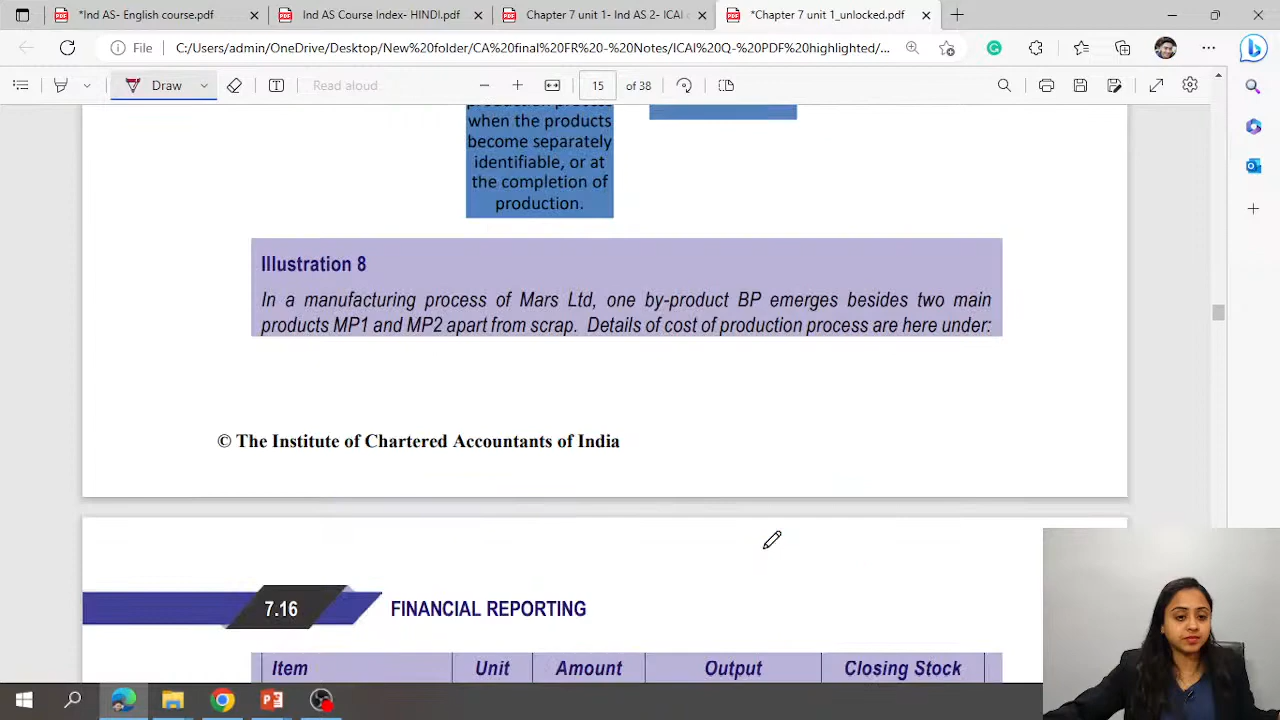 *Ind AS- English course.pdf
Ind AS Course Index- HINDI.pdf
Chapter 7 unit 1- Ind AS 2- ICAI
*Chapter 7 unit 1_unlocked.pdf
File
C:/Users/admin/OneDrive/Desktop/New%20folder/CA%20final%20FR%20-%20Notes/ICAI%20Q-%20PDF%20highlighted/...
Draw
Read aloud
15 of 38
when the products
become separately
identifiable, or at
the completion of
production.
Illustration 8
In a manufacturing process of Mars Ltd, one by-product BP emerges besides two main
products MP1 and MP2 apart from scrap. Details of cost of production process are here under:
© The Institute of Chartered Accountants of India
7.16 FINANCIAL REPORTING
Item Unit Amount Output Closing Stock